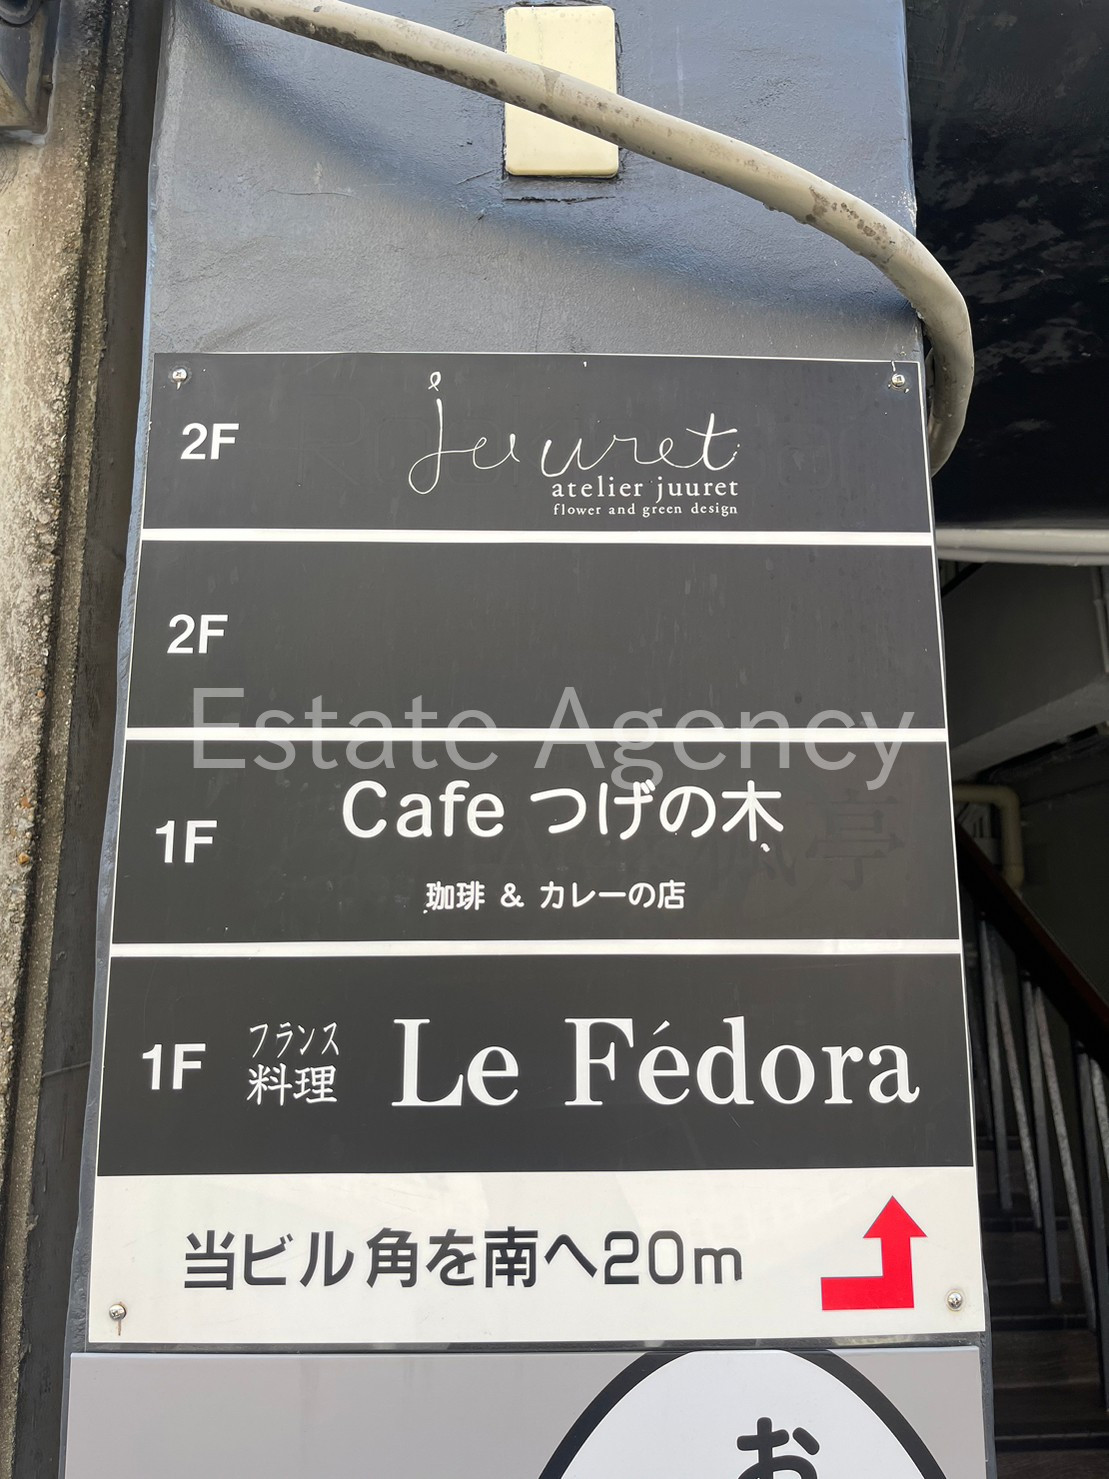 2F
juuret
atelier juuret
flower and green design
2F
Estate Agency
1F
Cafe つげの木
珈琲 & カレーの店
1F
フランス
料理
Le Fédora
当ビル角を南へ20m
お